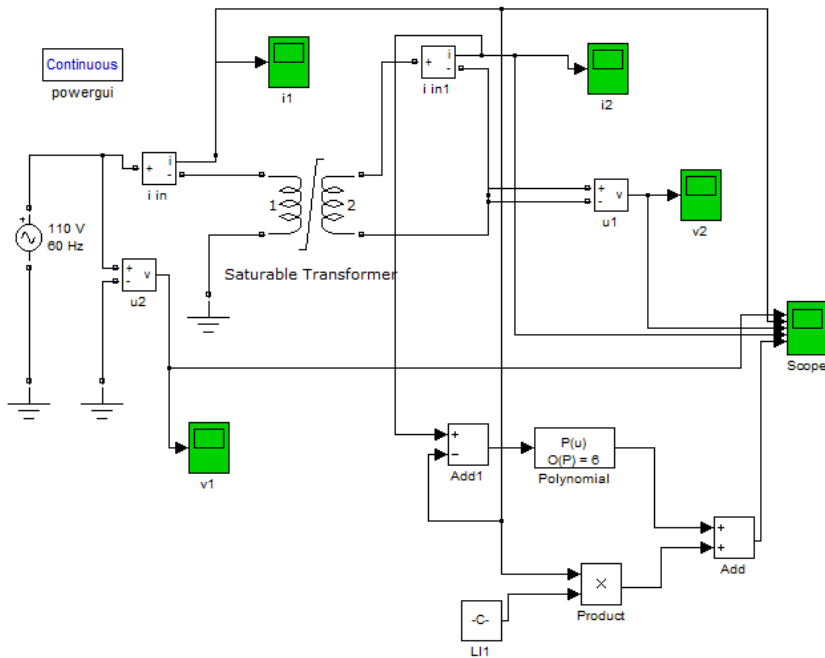 Continuous
powergui
i1
+
-
i
i in
+
-
i
i in1
i2
1
2
Saturable Transformer
+
110 V
60 Hz
+
-
v
u2
+
-
v
u1
v2
Scope
v1
+
−
Add1
P(u)
O(P) = 6
Polynomial
+
+
Add
×
Product
-C-
LI1